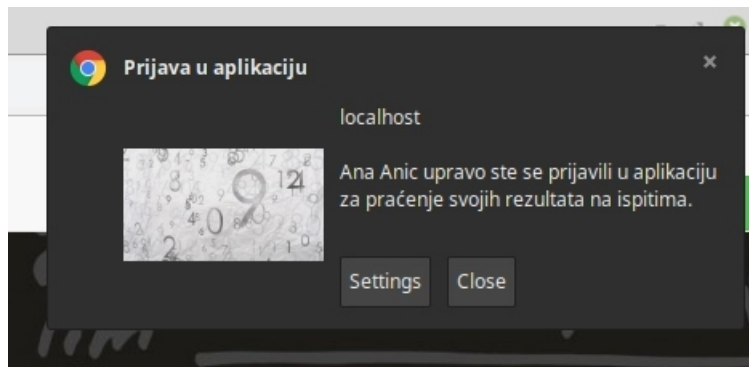 Prijava u aplikaciju
localhost
Ana Anic upravo ste se prijavili u aplikaciju
za praćenje svojih rezultata na ispitima.
Settings
Close